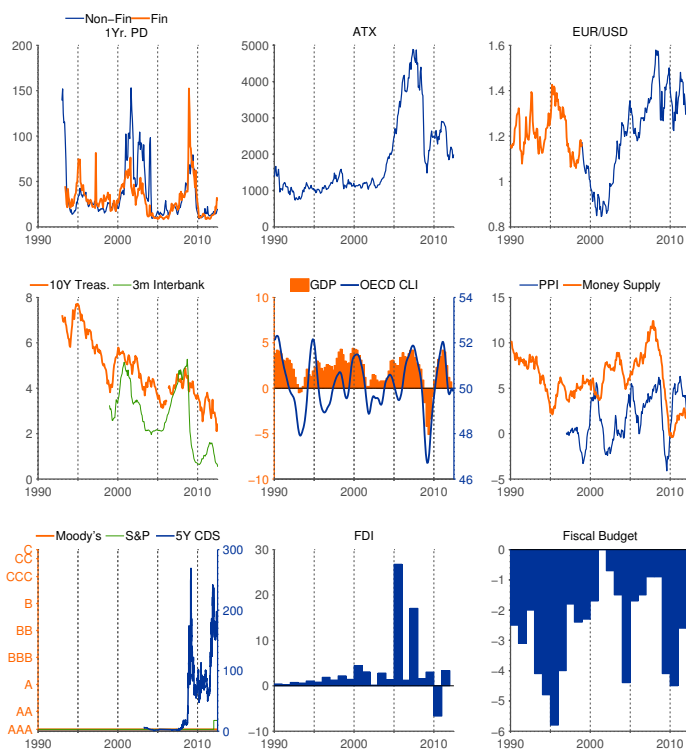 Non−Fin Fin
1Yr. PD
200
150
100
50
0
1990 2000 2010
ATX
5000
4000
3000
2000
1000
0
1990 2000 2010
EUR/USD
1.6
1.4
1.2
1
0.8
1990 2000 2010
10Y Treas. 3m Interbank
8
6
4
2
0
1990 2000 2010
GDP OECD CLI
10 54
5 52
0 50
−5 48
−10 46
1990 2000 2010
PPI Money Supply
15
10
5
0
−5
1990 2000 2010
Moody's S&P 5Y CDS
C 300
CC
CCC
B 200
BB
BBB
A 100
AA
AAA 0
1990 2000 2010
FDI
30
20
10
0
−10
1990 2000 2010
Fiscal Budget
0
−1
−2
−3
−4
−5
−6
1990 2000 2010